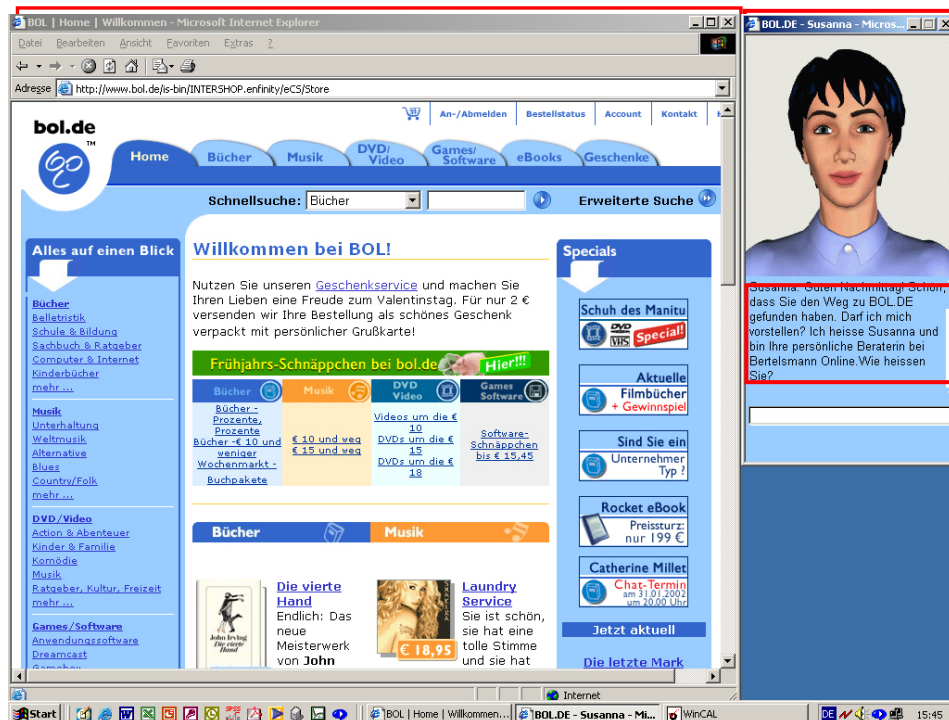 BOL | Home | Willkommen - Microsoft Internet Explorer
Datei Bearbeiten Ansicht Favoriten Extras ?
Adresse http://www.bol.de/is-bin/INTERSHOP.enfinity/eCS/Store
An-/Abmelden Bestellstatus Account Kontakt
bol.de
TM
Home Bücher Musik DVD/ Video Games/ Software eBooks Geschenke
Schnellsuche: Bücher Erweiterte Suche
Alles auf einen Blick
Bücher
Belletristik
Schule & Bildung
Sachbuch & Ratgeber
Computer & Internet
Kinderbücher
mehr ...
Musik
Unterhaltung
Weltmusik
Alternative
Blues
Country/Folk
mehr ...
DVD/Video
Action & Abenteuer
Kinder & Familie
Komödie
Musik
Ratgeber, Kultur, Freizeit
mehr ...
Games/Software
Anwendungssoftware
Dreamcast
Gameboy
Willkommen bei BOL!
Nutzen Sie unseren Geschenkservice und machen Sie
Ihren Lieben eine Freude zum Valentinstag. Für nur 2 €
versenden wir Ihre Bestellung als schönes Geschenk
verpackt mit persönlicher Grußkarte!
Frühjahrs-Schnäppchen bei bol.de Hier!!!
Bücher
Bücher -
Prozente,
Prozente
Bücher -€ 10 und
weniger
Wochenmarkt -
Buchpakete
Musik
€ 10 und weg
€ 15 und weg
DVD
Video
Videos um die €
10
DVDs um die €
15
DVDs um die €
18
Games
Software
Software-
Schnäppchen
bis € 15,45
Bücher
John Irving
Die vierte
Hand
Die vierte
Hand
Endlich: Das
neue
Meisterwerk
von John
Musik
€ 18,95
Laundry
Service
Sie ist schön,
sie hat eine
tolle Stimme
und sie hat
Specials
Schuh des Manitu
DVD
VHS Special!
Aktuelle
Filmbücher
+ Gewinnspiel
Sind Sie ein
Unternehmer
Typ ?
Rocket eBook
Preissturz:
nur 199 €
Catherine Millet
Chat-Termin
am 31.01.2002
um 20.00 Uhr
Jetzt aktuell
Die letzte Mark
Internet
BOL.DE - Susanna - Micros...
Susanna: Guten Nachmittag! Schön,
dass Sie den Weg zu BOL.DE
gefunden haben. Darf ich mich
vorstellen? Ich heisse Susanna und
bin Ihre persönliche Beraterin bei
Bertelsmann Online.Wie heissen
Sie?
Start BOL | Home | Willkommen... BOL.DE - Susanna - Mi... WinCAL DE 15:45